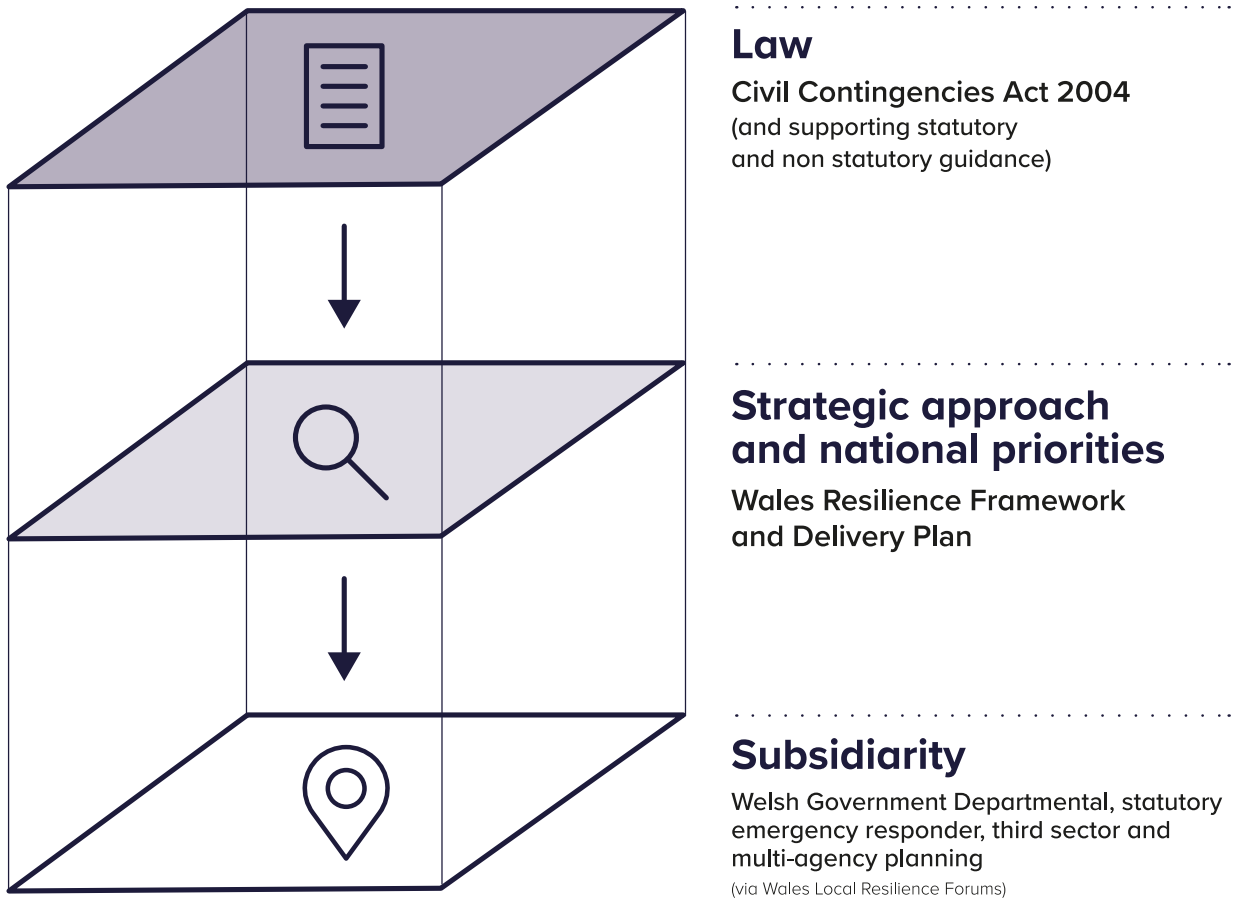 Law
Civil Contingencies Act 2004
(and supporting statutory
and non statutory guidance)
Strategic approach
and national priorities
Wales Resilience Framework
and Delivery Plan
Subsidiarity
Welsh Government Departmental, statutory
emergency responder, third sector and
multi-agency planning
(via Wales Local Resilience Forums)